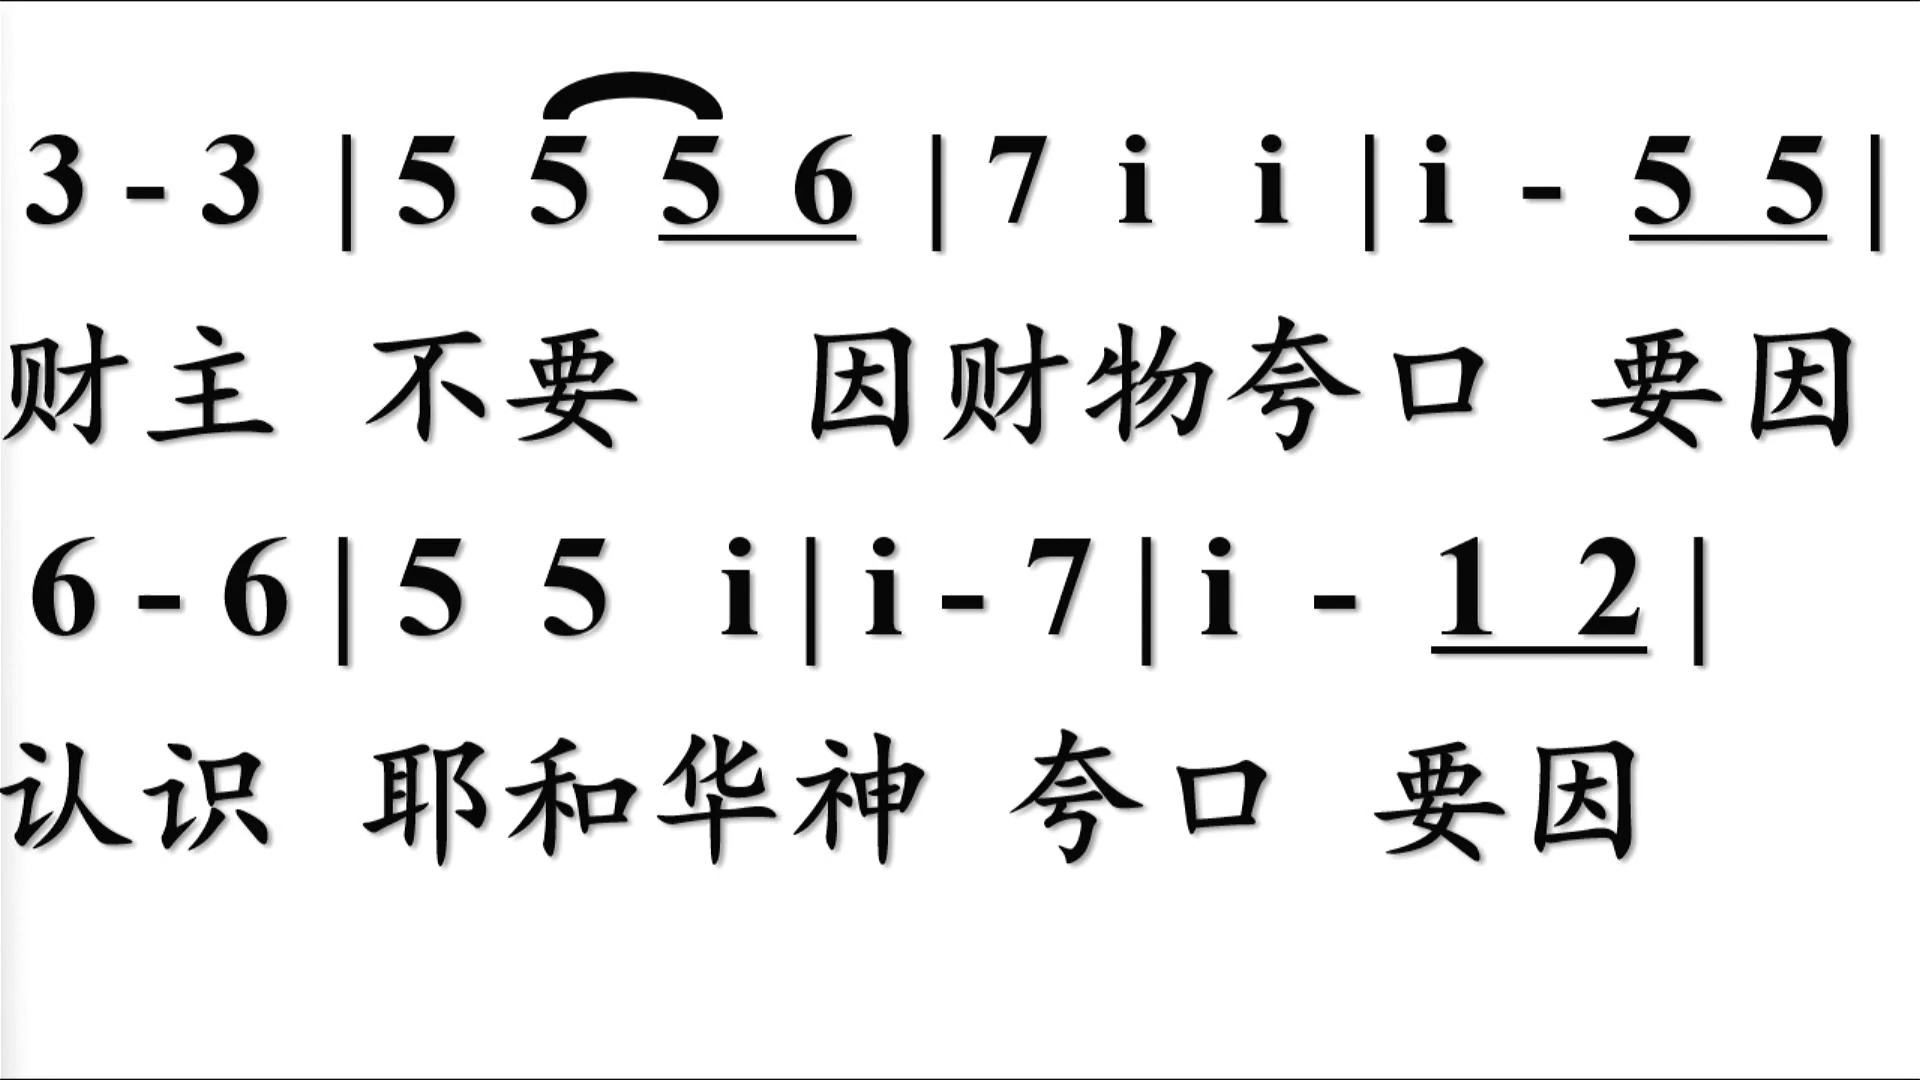 3 - 3 | 5 5 5 6 | 7 i i | i - 5 5 |
财主 不要 因财物夸口 要因
6 - 6 | 5 5 i | i - 7 | i - 1 2 |
认识 耶和华神 夸口 要因